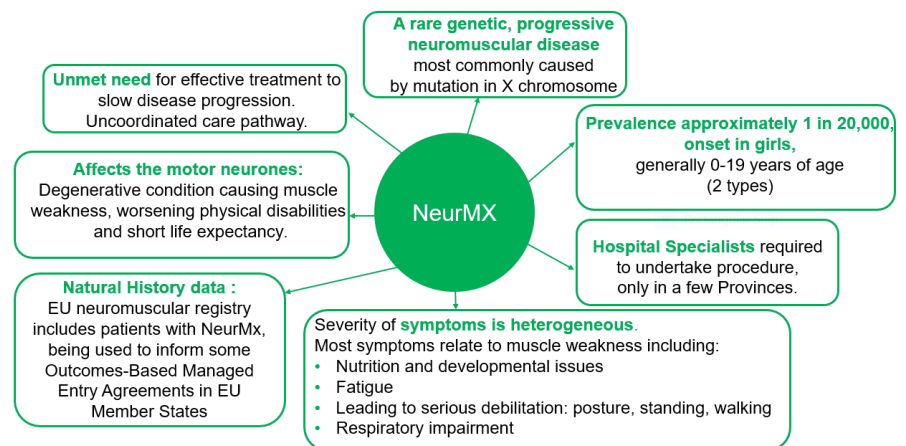 A rare genetic, progressive
neuromuscular disease
most commonly caused
by mutation in X chromosome
Unmet need for effective treatment to
slow disease progression.
Uncoordinated care pathway.
Prevalence approximately 1 in 20,000,
onset in girls,
generally 0-19 years of age
(2 types)
Affects the motor neurones:
Degenerative condition causing muscle
weakness, worsening physical disabilities
and short life expectancy.
NeurMX
Hospital Specialists required
to undertake procedure,
only in a few Provinces.
Natural History data :
EU neuromuscular registry
includes patients with NeurMx,
being used to inform some
Outcomes-Based Managed
Entry Agreements in EU
Member States
Severity of symptoms is heterogeneous.
Most symptoms relate to muscle weakness including:
• Nutrition and developmental issues
• Fatigue
• Leading to serious debilitation: posture, standing, walking
• Respiratory impairment